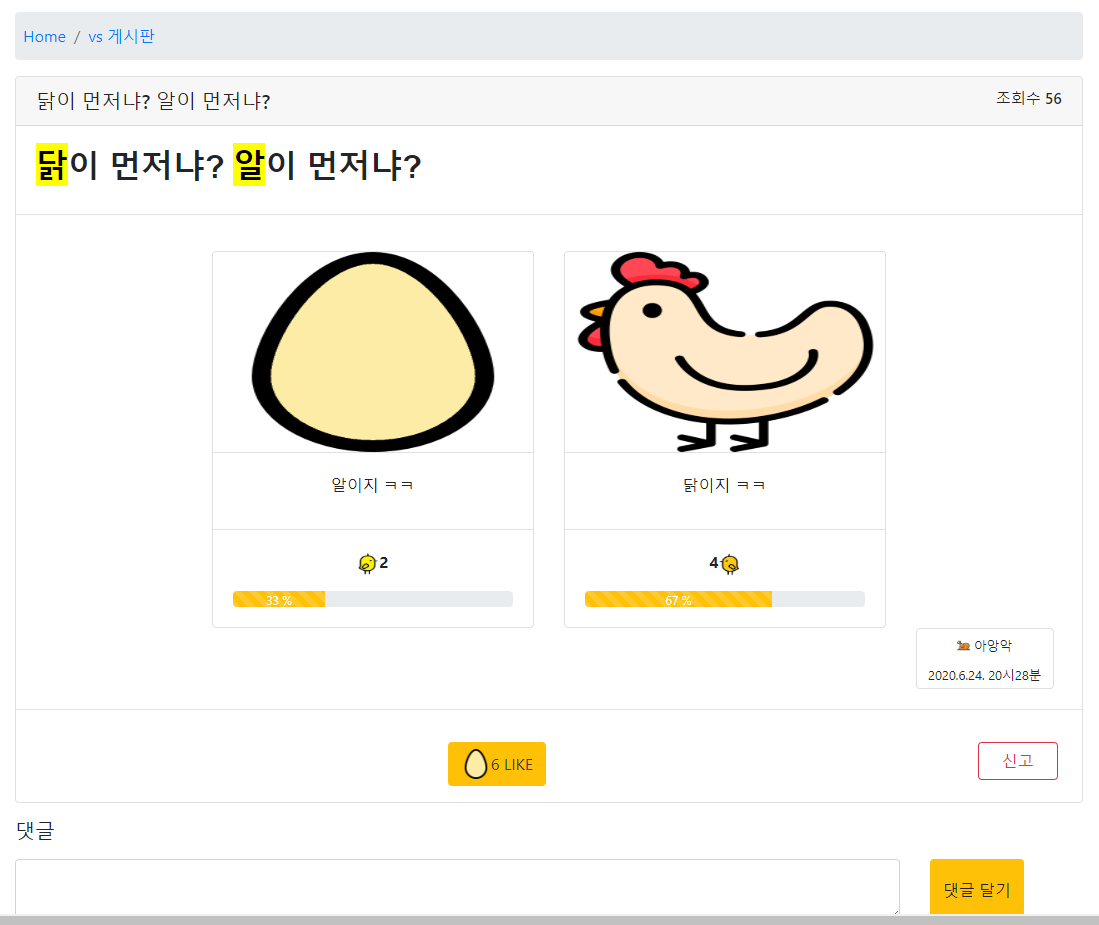 Home / vs 게시판
닭이 먼저냐? 알이 먼저냐?
조회수 56
닭이 먼저냐? 알이 먼저냐?
알이지 ㅋㅋ
닭이지 ㅋㅋ
2
4
33 %
67 %
아앙악
2020.6.24. 20시28분
6 LIKE
신고
댓글
댓글 달기